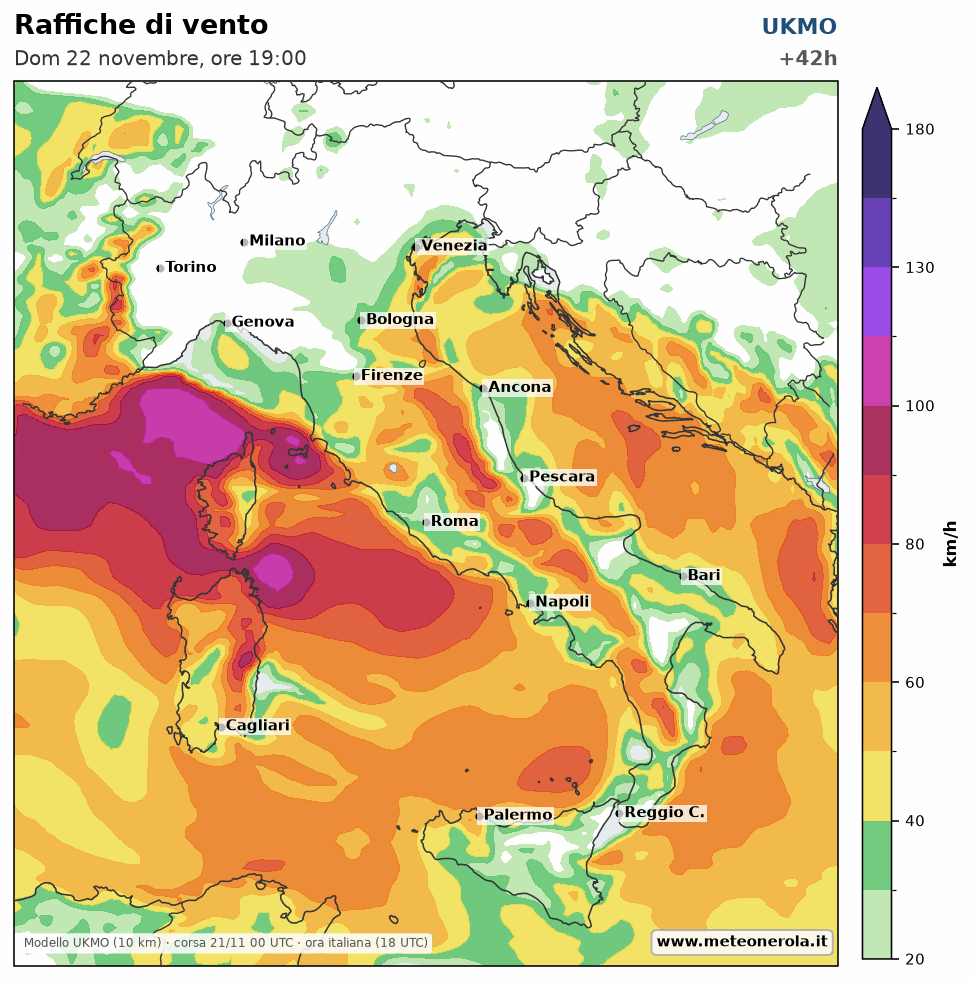 Raffiche di vento
UKMO
Dom 22 novembre, ore 19:00
+42h
180
130
100
80
60
40
20
km/h
Milano
Venezia
Torino
Genova
Bologna
Firenze
Ancona
Pescara
Roma
Bari
Napoli
Cagliari
Palermo
Reggio C.
Modello UKMO (10 km) · corsa 21/11 00 UTC · ora italiana (18 UTC)
www.meteonerola.it